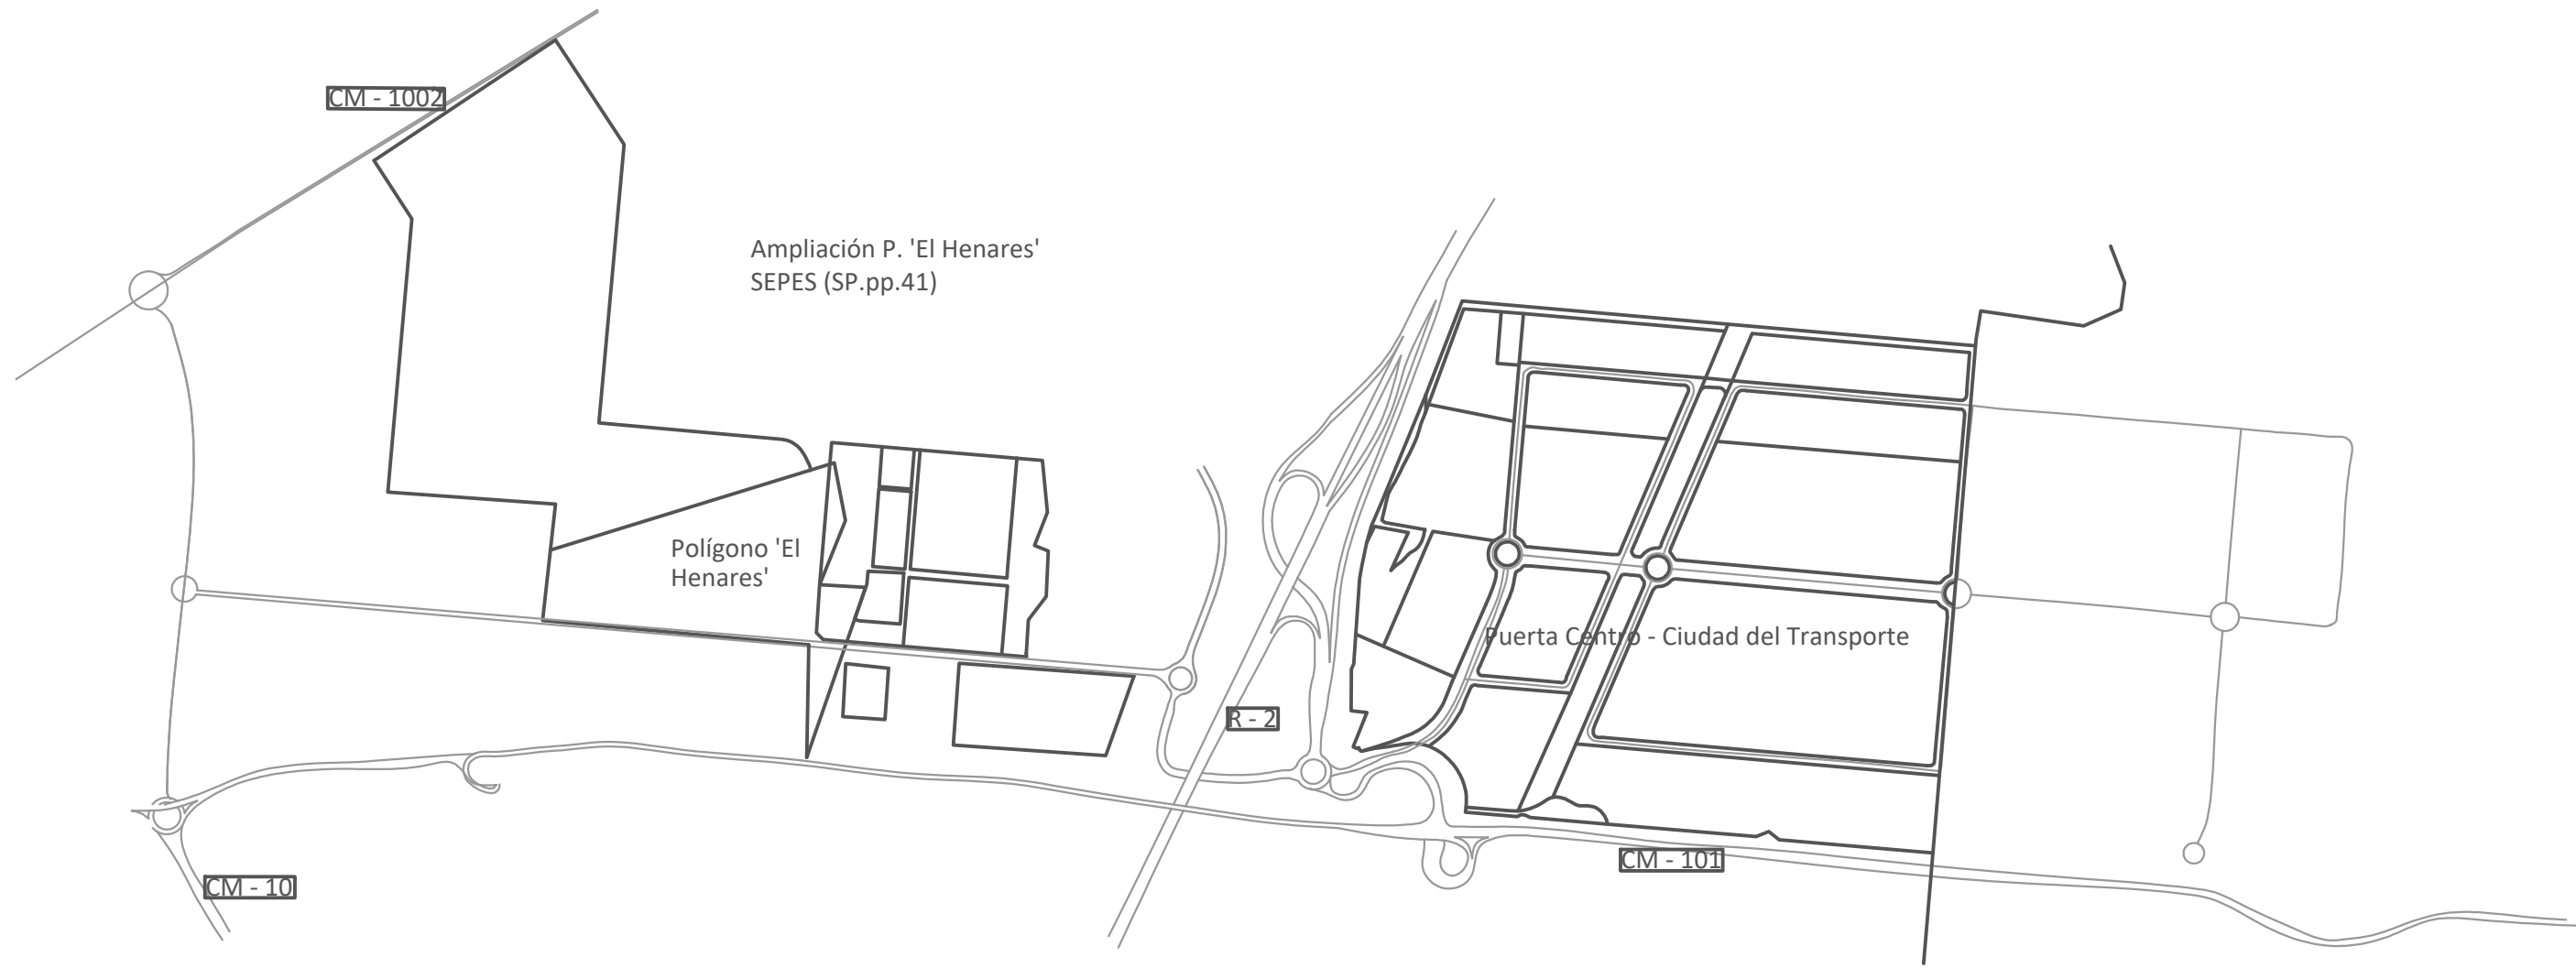 CM - 1002
Ampliación P. 'El Henares'
SEPES (SP.pp.41)
Polígono 'El
Henares'
Puerta Centro - Ciudad del Transporte
R - 2
CM - 101
CM - 10